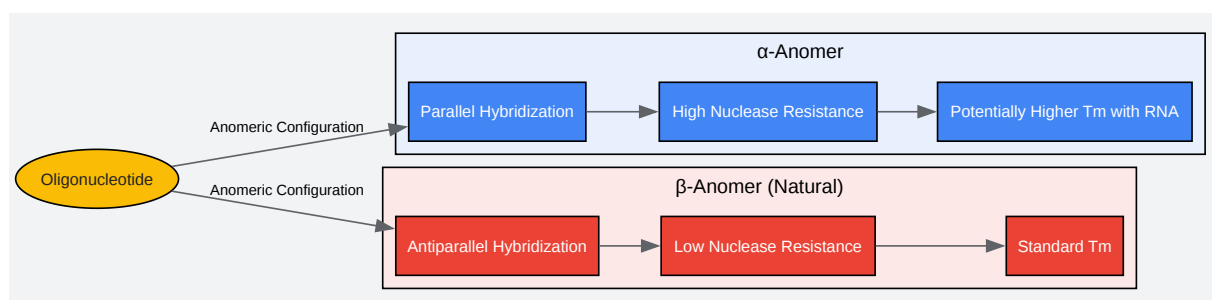 α-Anomer
Parallel Hybridization
High Nuclease Resistance
Potentially Higher Tm with RNA
Anomeric Configuration
Oligonucleotide
Anomeric Configuration
β-Anomer (Natural)
Antiparallel Hybridization
Low Nuclease Resistance
Standard Tm